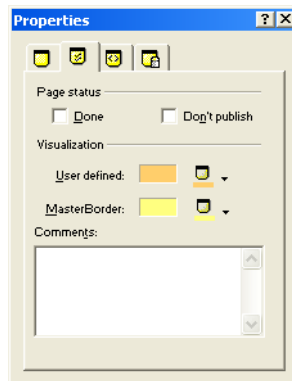 Properties
Page status
Done
Don't publish
Visualization
User defined:
MasterBorder:
Comments: